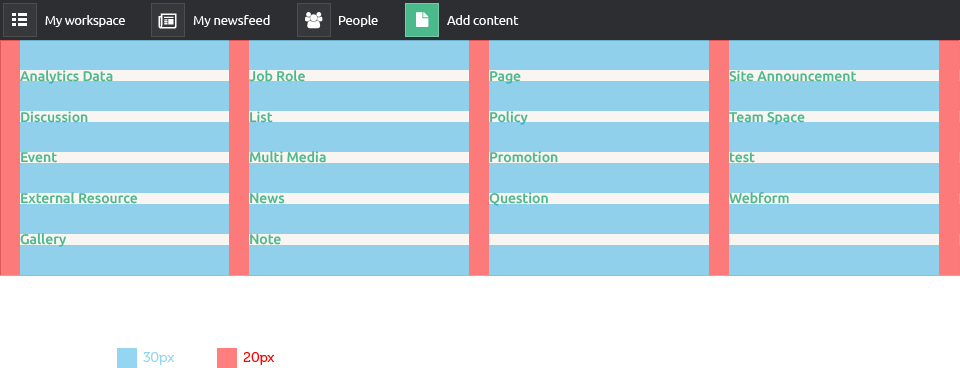 My workspace My newsfeed People Add content
Analytics Data Job Role Page Site Announcement
Discussion List Policy Team Space
Event Multi Media Promotion test
External Resource News Question Webform
Gallery Note
30px 20px